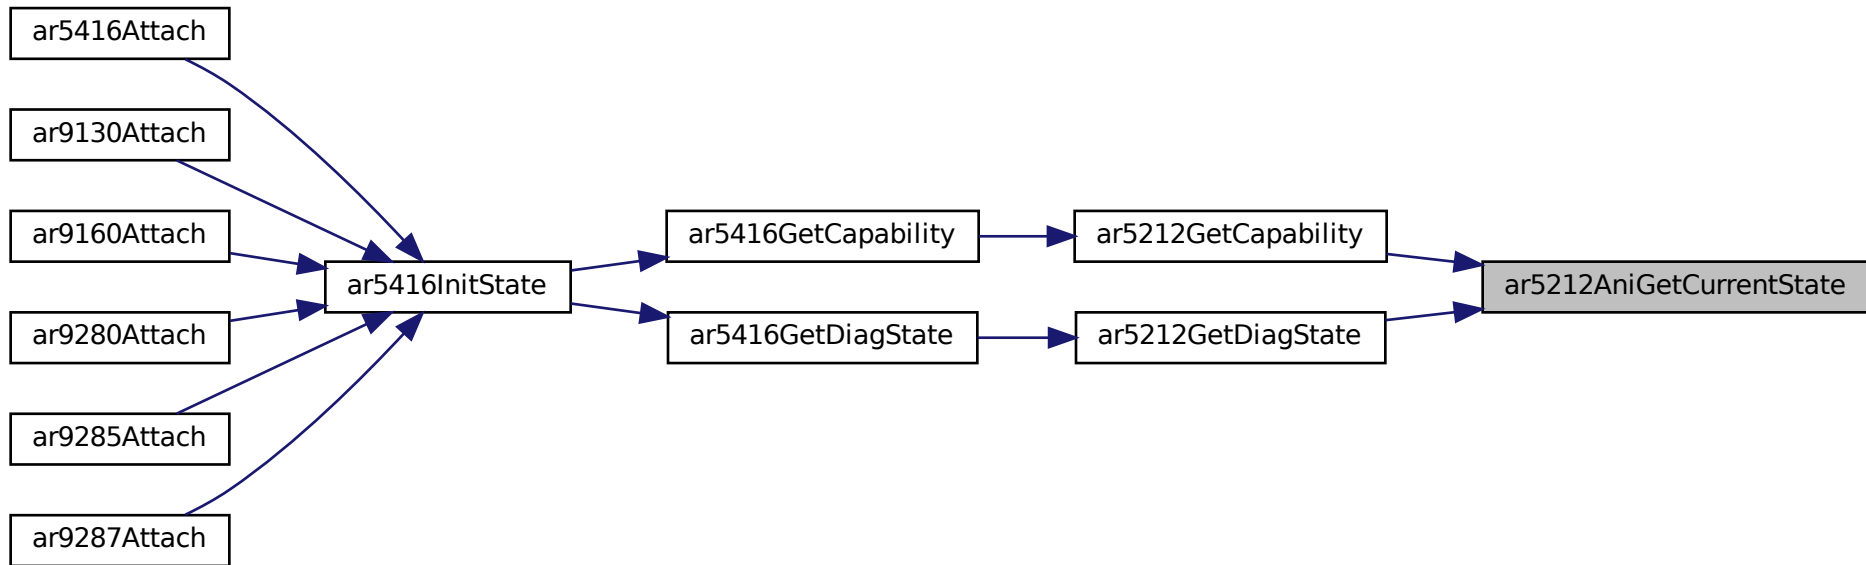 ar5416Attach
ar9130Attach
ar9160Attach
ar9280Attach
ar9285Attach
ar9287Attach
ar5416InitState
ar5416GetCapability
ar5416GetDiagState
ar5212GetCapability
ar5212GetDiagState
ar5212AniGetCurrentState